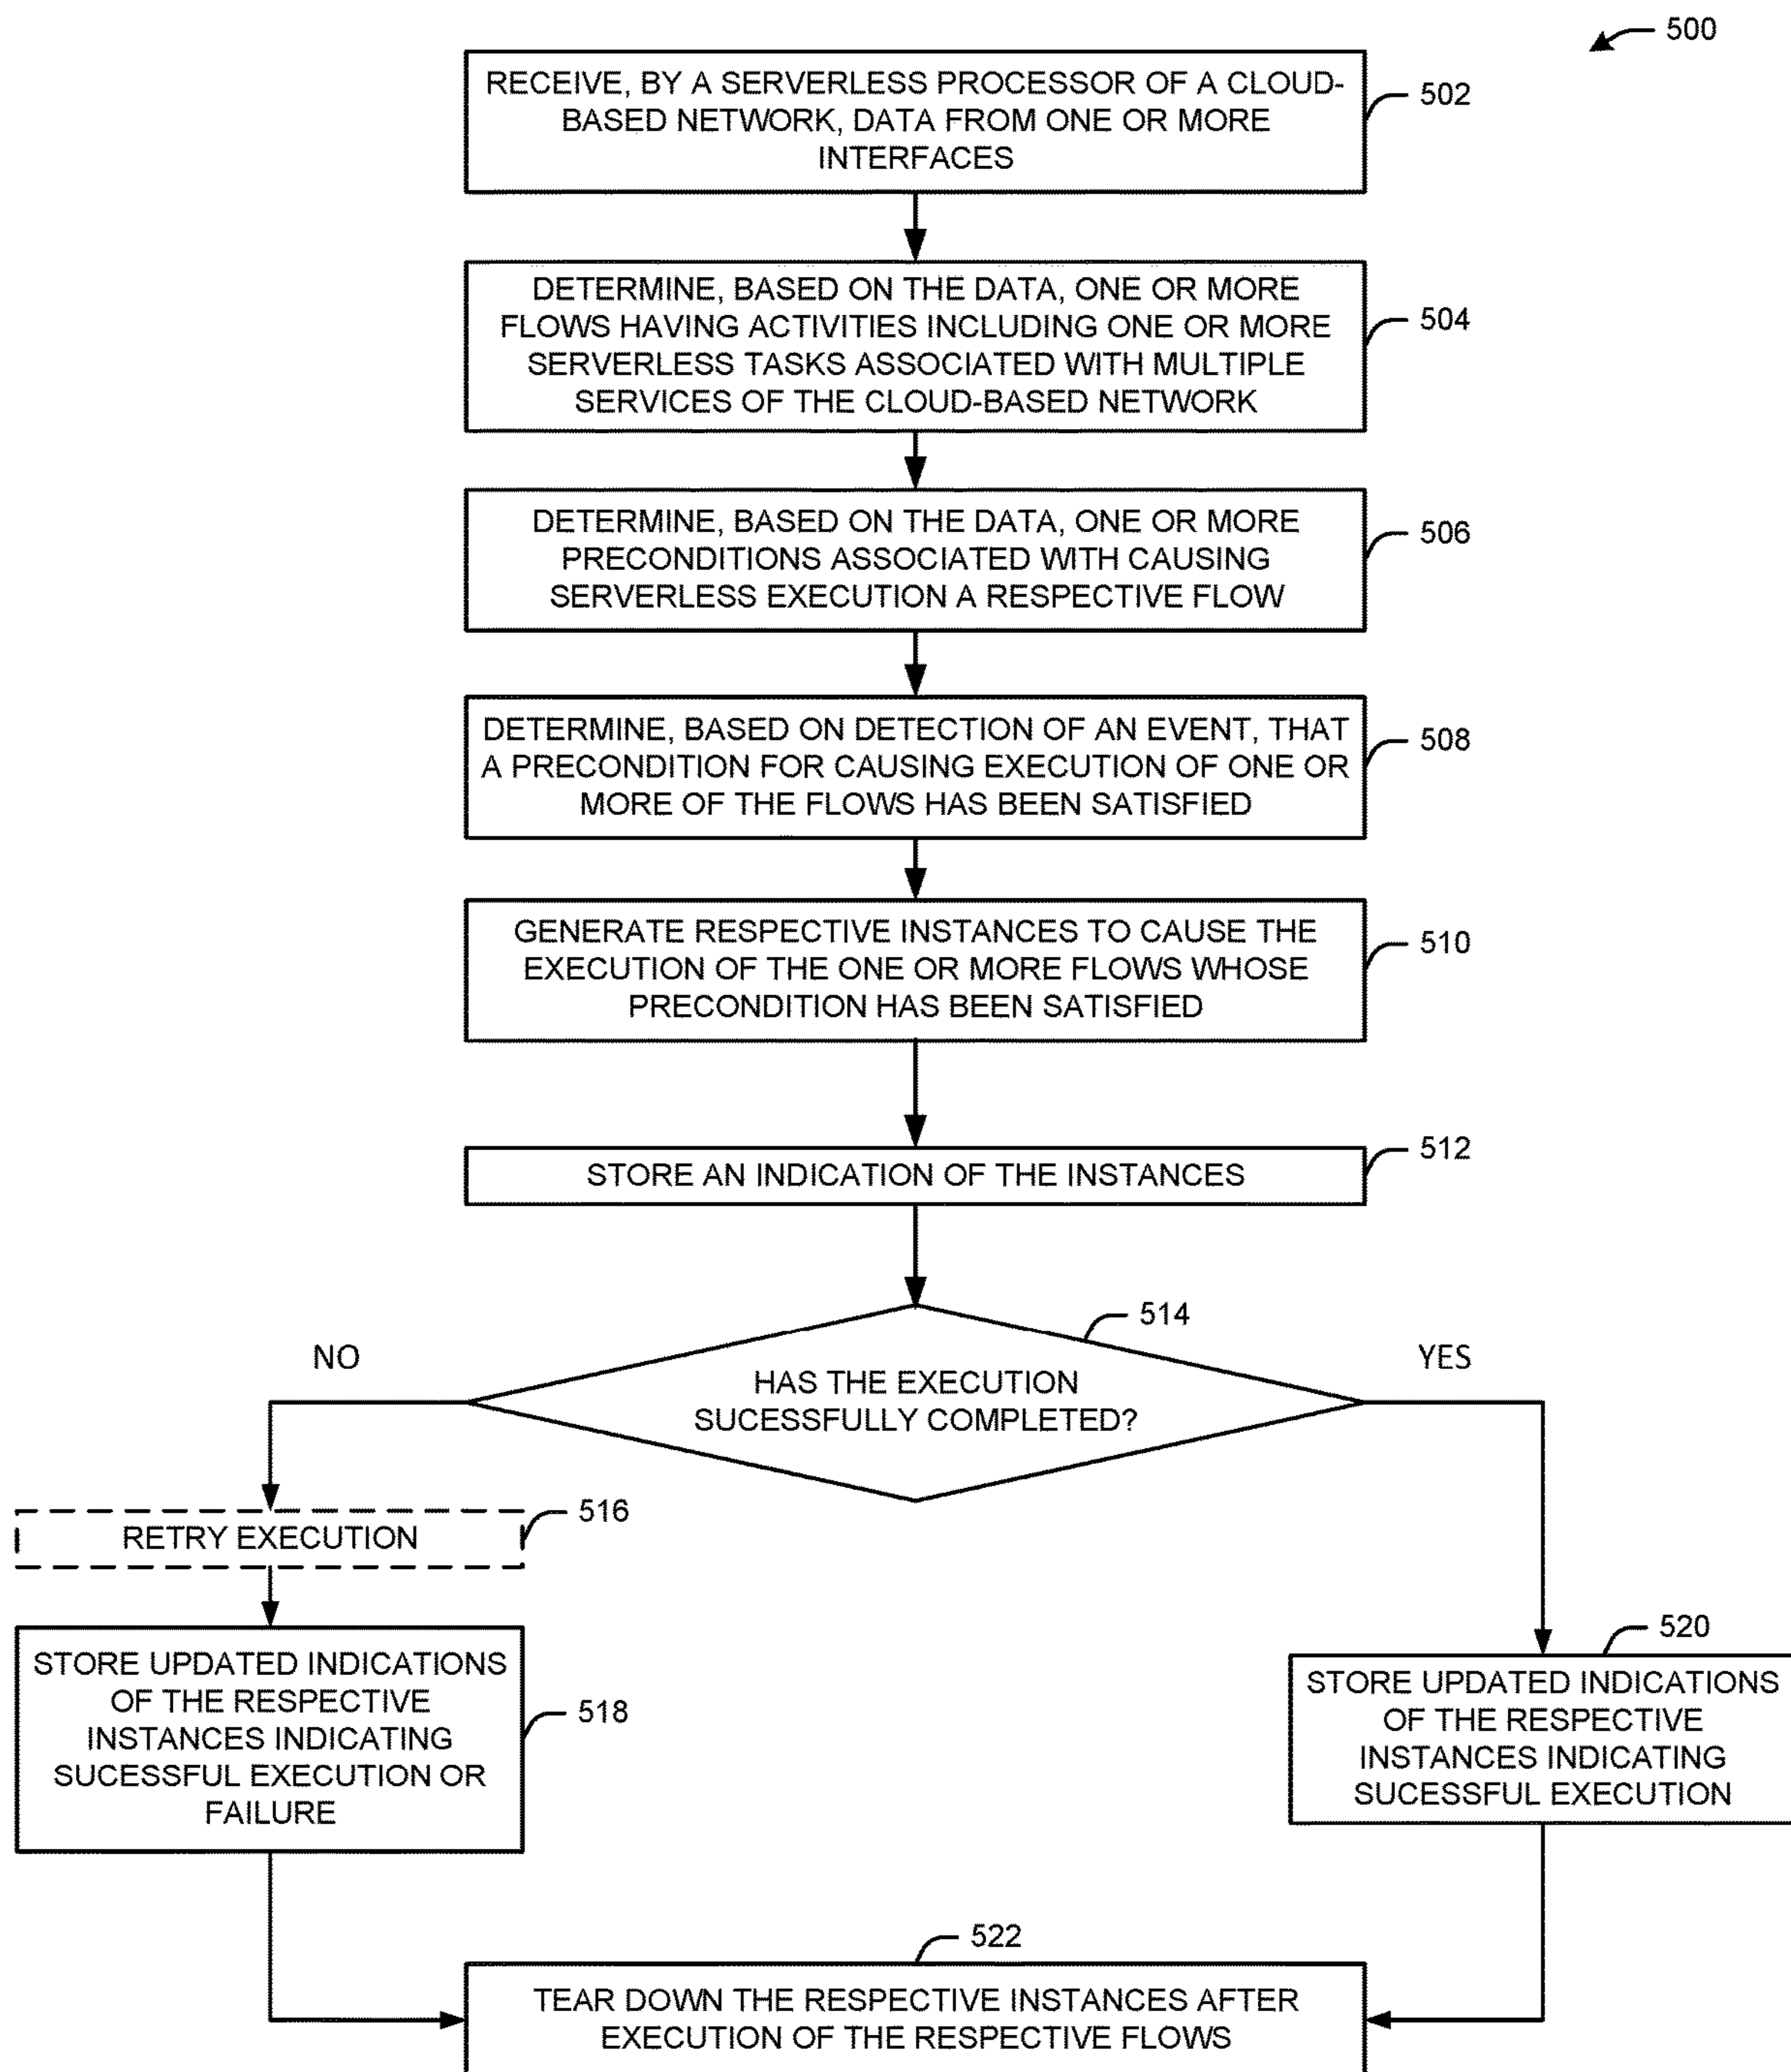 500
RECEIVE, BY A SERVERLESS PROCESSOR OF A CLOUD-
BASED NETWORK, DATA FROM ONE OR MORE
INTERFACES
502
DETERMINE, BASED ON THE DATA, ONE OR MORE
FLOWS HAVING ACTIVITIES INCLUDING ONE OR MORE
SERVERLESS TASKS ASSOCIATED WITH MULTIPLE
SERVICES OF THE CLOUD-BASED NETWORK
504
DETERMINE, BASED ON THE DATA, ONE OR MORE
PRECONDITIONS ASSOCIATED WITH CAUSING
SERVERLESS EXECUTION A RESPECTIVE FLOW
506
DETERMINE, BASED ON DETECTION OF AN EVENT, THAT
A PRECONDITION FOR CAUSING EXECUTION OF ONE OR
MORE OF THE FLOWS HAS BEEN SATISFIED
508
GENERATE RESPECTIVE INSTANCES TO CAUSE THE
EXECUTION OF THE ONE OR MORE FLOWS WHOSE
PRECONDITION HAS BEEN SATISFIED
510
STORE AN INDICATION OF THE INSTANCES
512
514
NO
YES
HAS THE EXECUTION
SUCESSFULLY COMPLETED?
RETRY EXECUTION
516
STORE UPDATED INDICATIONS
OF THE RESPECTIVE
INSTANCES INDICATING
SUCESSFUL EXECUTION OR
FAILURE
518
520
STORE UPDATED INDICATIONS
OF THE RESPECTIVE
INSTANCES INDICATING
SUCESSFUL EXECUTION
522
TEAR DOWN THE RESPECTIVE INSTANCES AFTER
EXECUTION OF THE RESPECTIVE FLOWS